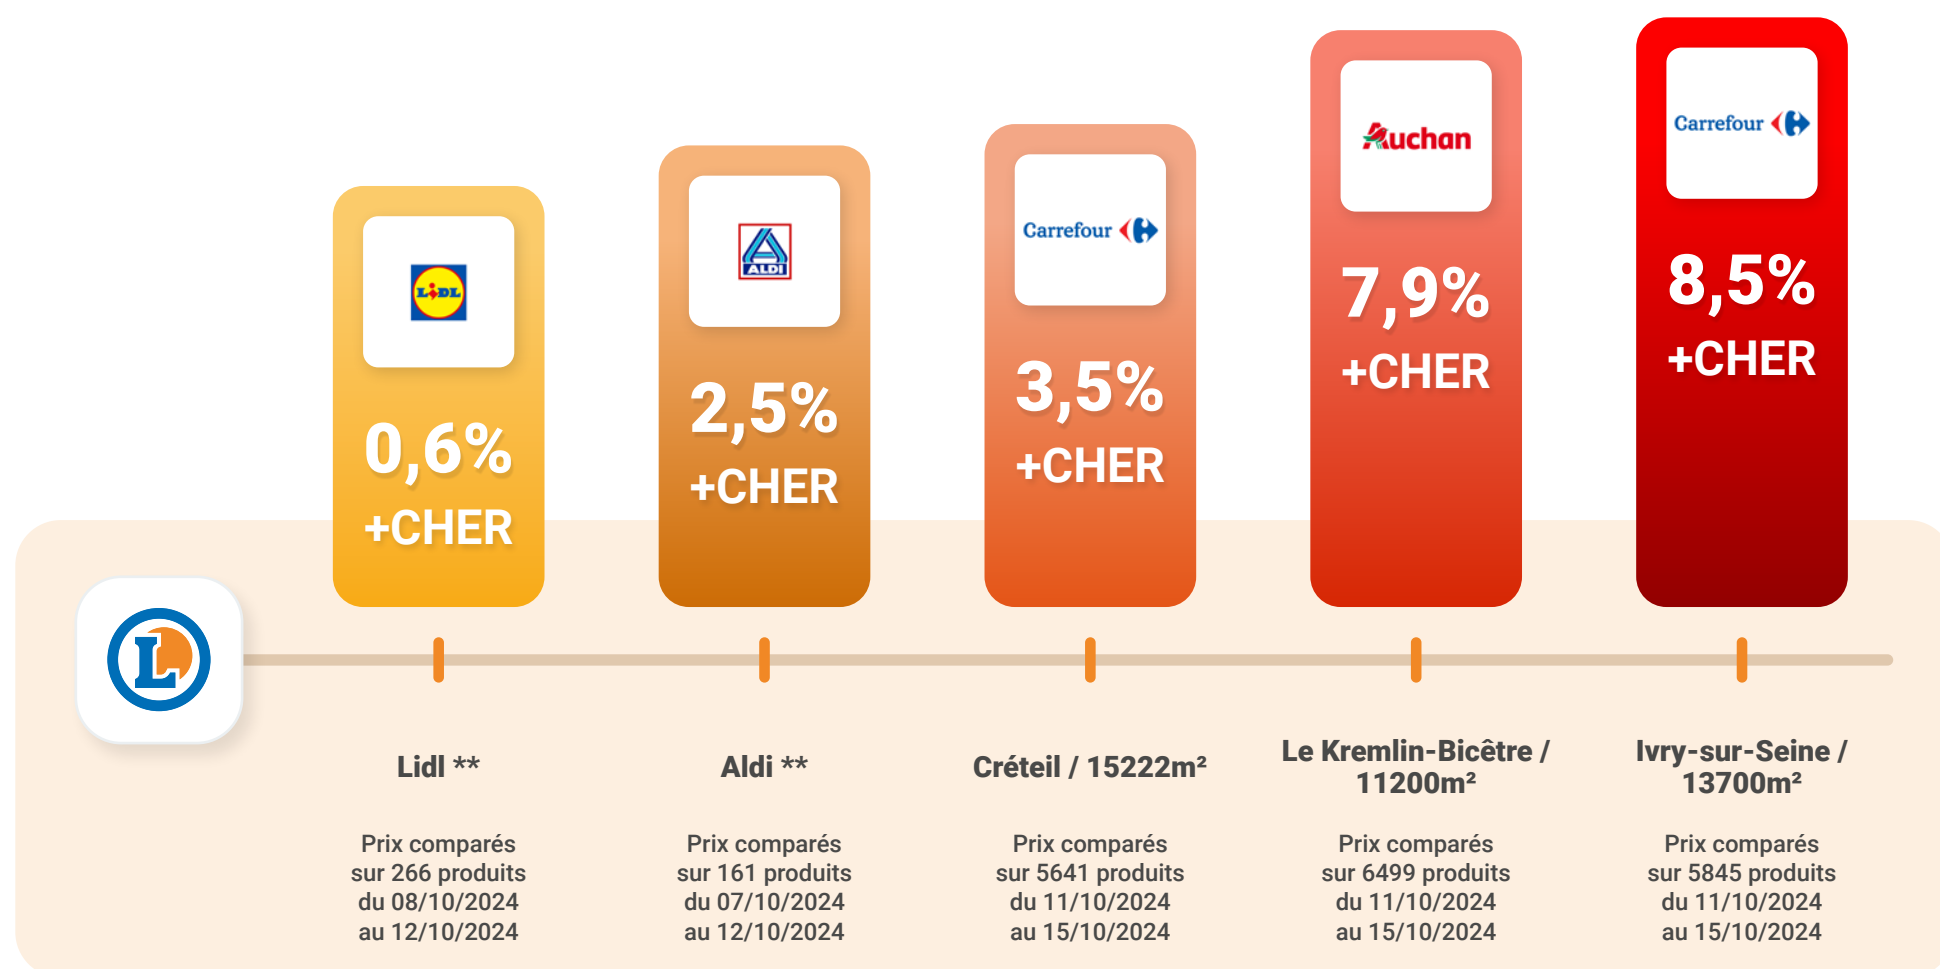 LIDL
0,6%
+CHER
ALDI
2,5%
+CHER
Carrefour
3,5%
+CHER
Auchan
7,9%
+CHER
Carrefour
8,5%
+CHER
L
Lidl **
Prix comparés
sur 266 produits
du 08/10/2024
au 12/10/2024
Aldi **
Prix comparés
sur 161 produits
du 07/10/2024
au 12/10/2024
Créteil / 15222m²
Prix comparés
sur 5641 produits
du 11/10/2024
au 15/10/2024
Le Kremlin-Bicêtre /
11200m²
Prix comparés
sur 6499 produits
du 11/10/2024
au 15/10/2024
Ivry-sur-Seine /
13700m²
Prix comparés
sur 5845 produits
du 11/10/2024
au 15/10/2024